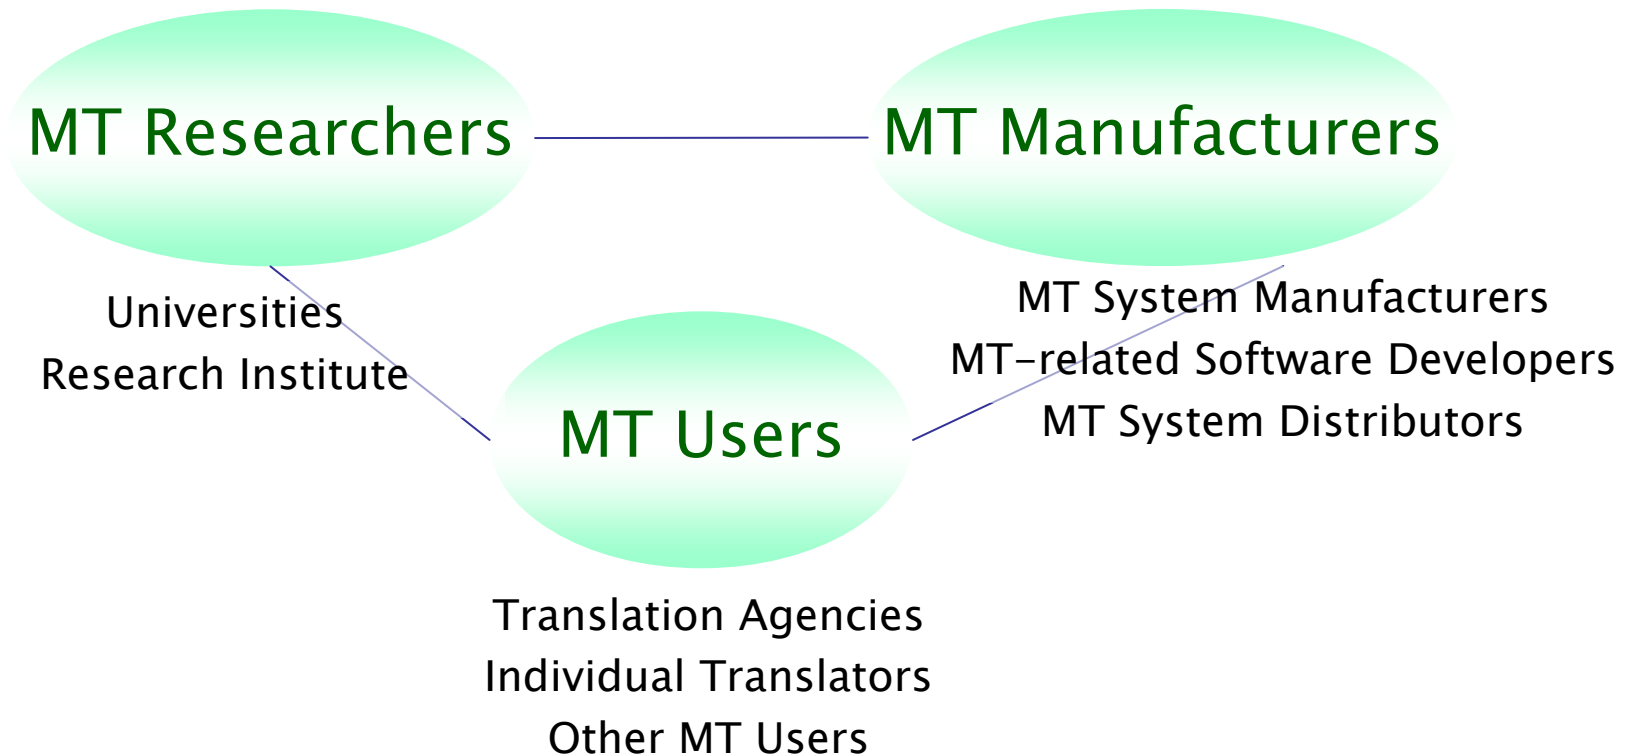 MT Researchers
MT Manufacturers
Universities
Research Institute
MT System Manufacturers
MT-related Software Developers
MT System Distributors
MT Users
Translation Agencies
Individual Translators
Other MT Users